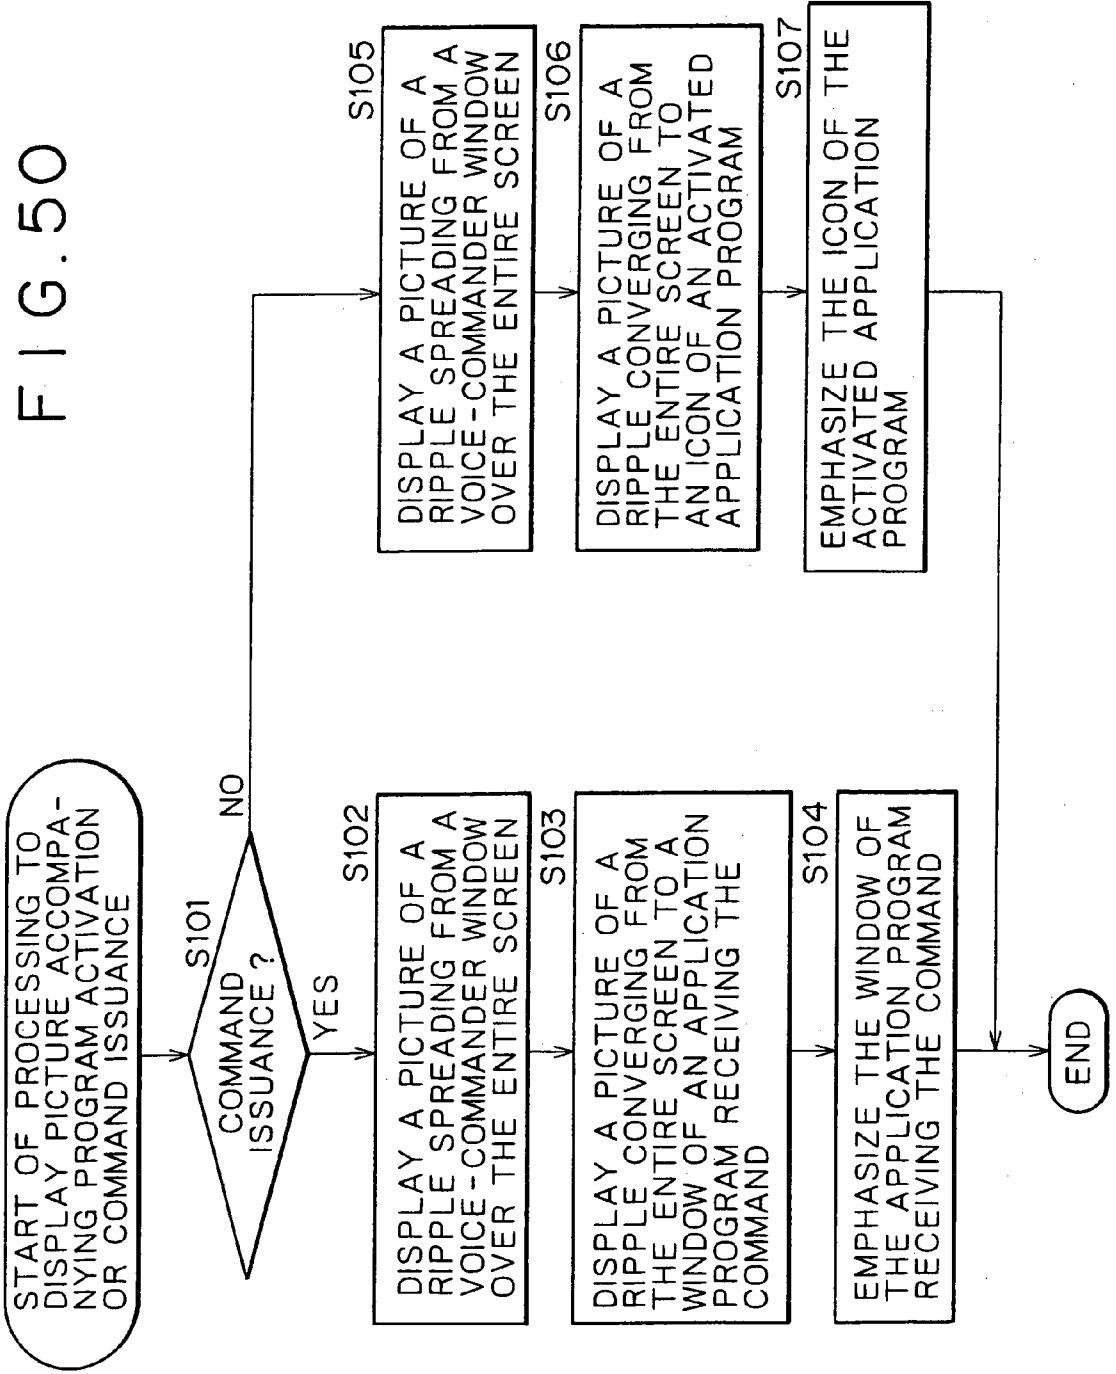 FIG.50
START OF PROCESSING TO
DISPLAY PICTURE ACCOMPA-
NYING PROGRAM ACTIVATION
OR COMMAND ISSUANCE
S101
COMMAND
ISSUANCE?
NO
YES
S102
DISPLAY A PICTURE OF A
RIPPLE SPREADING FROM A
VOICE-COMMANDER WINDOW
OVER THE ENTIRE SCREEN
S103
DISPLAY A PICTURE OF A
RIPPLE CONVERGING FROM
THE ENTIRE SCREEN TO A
WINDOW OF AN APPLICATION
PROGRAM RECEIVING THE
COMMAND
S104
EMPHASIZE THE WINDOW OF
THE APPLICATION PROGRAM
RECEIVING THE COMMAND
S105
DISPLAY A PICTURE OF A
RIPPLE SPREADING FROM A
VOICE-COMMANDER WINDOW
OVER THE ENTIRE SCREEN
S106
DISPLAY A PICTURE OF A
RIPPLE CONVERGING FROM
THE ENTIRE SCREEN TO
AN ICON OF AN ACTIVATED
APPLICATION PROGRAM
S107
EMPHASIZE THE ICON OF THE
ACTIVATED APPLICATION
PROGRAM
END